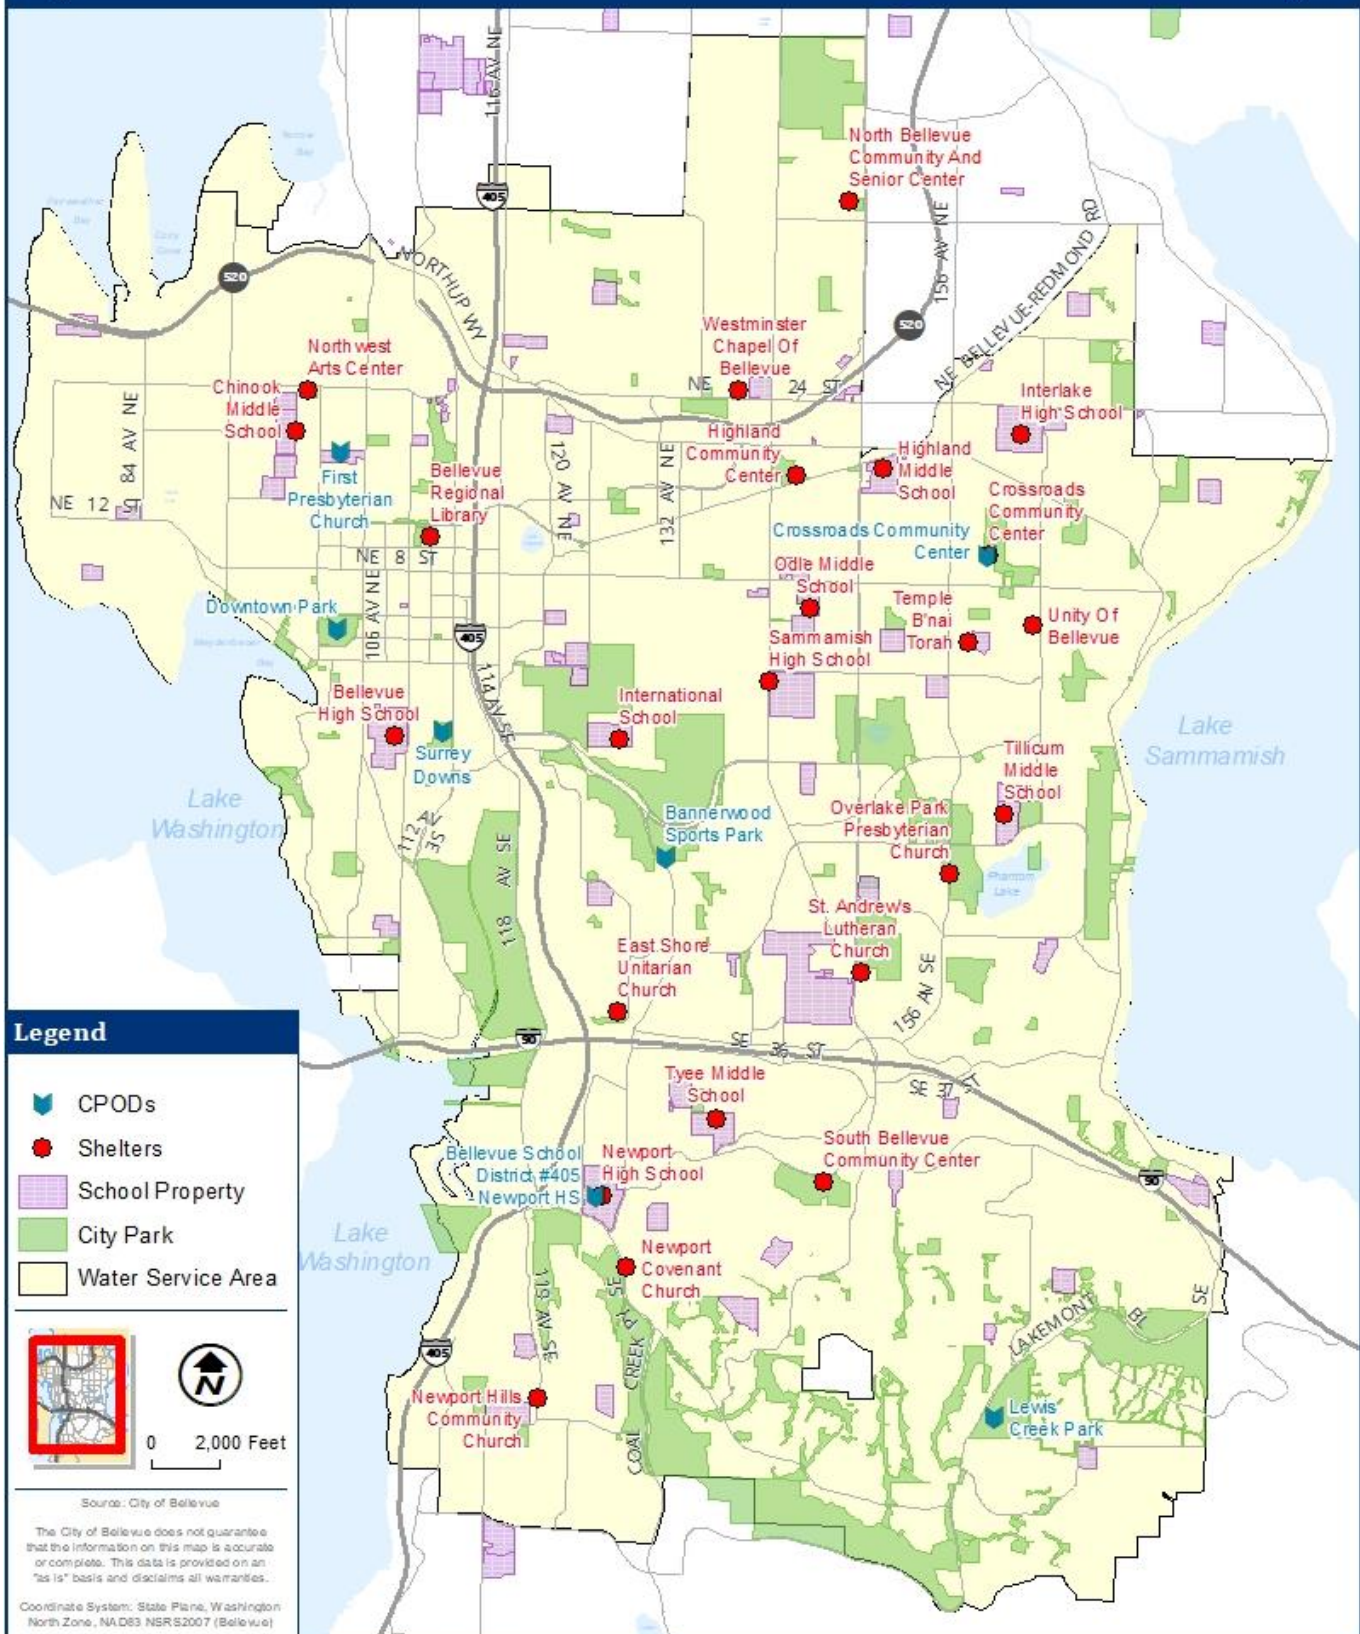 116 AV NE
North Bellevue
Community And
Senior Center
405
156 AV NE
NE BELLEVUE-REDMOND RD
NORTHUP WY
520
520
Westminster
Chapel Of
Bellevue
Northwest
Arts Center
NE 24 ST
Chinook
Middle
School
84 AV NE
Interlake
High School
Highland
Community
Center
Highland
Middle
School
120 AV NE
132 AV NE
First
Presbyterian
Church
Bellevue
Regional
Library
Crossroads
Community
Center
NE 12 ST
Crossroads Community
Center
NE 8 ST
Odle Middle
School
Temple
B'nai
Torah
Unity Of
Bellevue
Downtown Park
106 AV NE
405
Sammamish
High School
114 AV SE
Bellevue
High School
International
School
Lake
Sammamish
Surrey
Downs
Tillicum
Middle
School
Lake
Washington
Bannerwood
Sports Park
Overlake Park
Presbyterian
Church
112 AV
SE
118 AV SE
Phantom
Lake
St. Andrew's
Lutheran
Church
East Shore
Unitarian
Church
156 AV SE
90
SE 36 ST
SE 37 ST
Tyee Middle
School
South Bellevue
Community Center
Bellevue School
District #405
- Newport HS
Newport
High School
90
Lake
Washington
Newport
Covenant
Church
119 AV SE
COAL CREEK PY SE
LAKEMONT BL SE
405
Newport Hills
Community
Church
Lewis
Creek Park
Legend
CPODs
Shelters
School Property
City Park
Water Service Area
N
0 2,000 Feet
Source: City of Bellevue
The City of Bellevue does not guarantee
that the information on this map is accurate
or complete. This data is provided on an
"as is" basis and disclaims all warranties.
Coordinate System: State Plane, Washington
North Zone, NAD83 NSRS2007 (Bellevue)